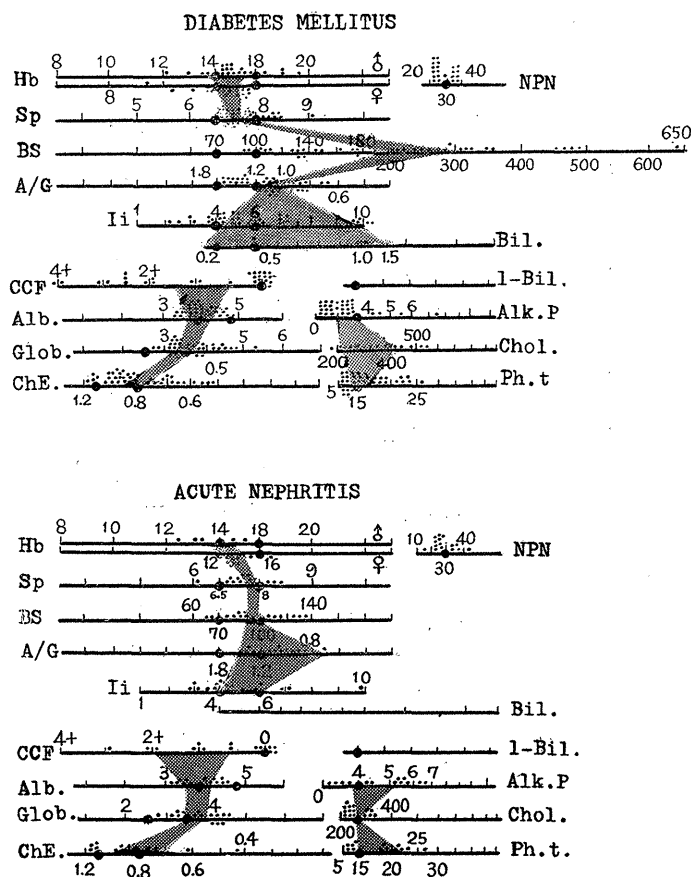 DIABETES MELLITUS
8 10 12 14 18 20 ♂ 20 40
Hb NPN
8 5 6 ♀ 30
Sp 8 9
BS 70 100 140 180 650
200 300 400 500 600
A/G 1.8 1.2 1.0 0.6
Ii 1 4 6 10
Bil.
0.2 0.5 1.0 1.5
4+ 2+
CCF 1-Bil.
Alb. 3 5 0 4 5 6 Alk.P
Glob. 3 5 6 500 Chol.
200 400
ChE. 0.5 Ph.t
1.2 0.8 0.6 5 15 25
ACUTE NEPHRITIS
8 10 12 14 18 20 ♂ 10 40
Hb NPN
12 16 ♀ 30
Sp 6 6.5 8 9
BS 60 140
70 100 0.8
A/G
1.8 1.2
Ii 10
1 4 6
Bil.
4+ 2+ 0
CCF 1-Bil.
Alb. 3 5 4 5 6 7 Alk.P
0
Glob. 2 4 400 Chol.
200
ChE. 0.4 25 Ph.t.
1.2 0.8 0.6 5 15 20 30